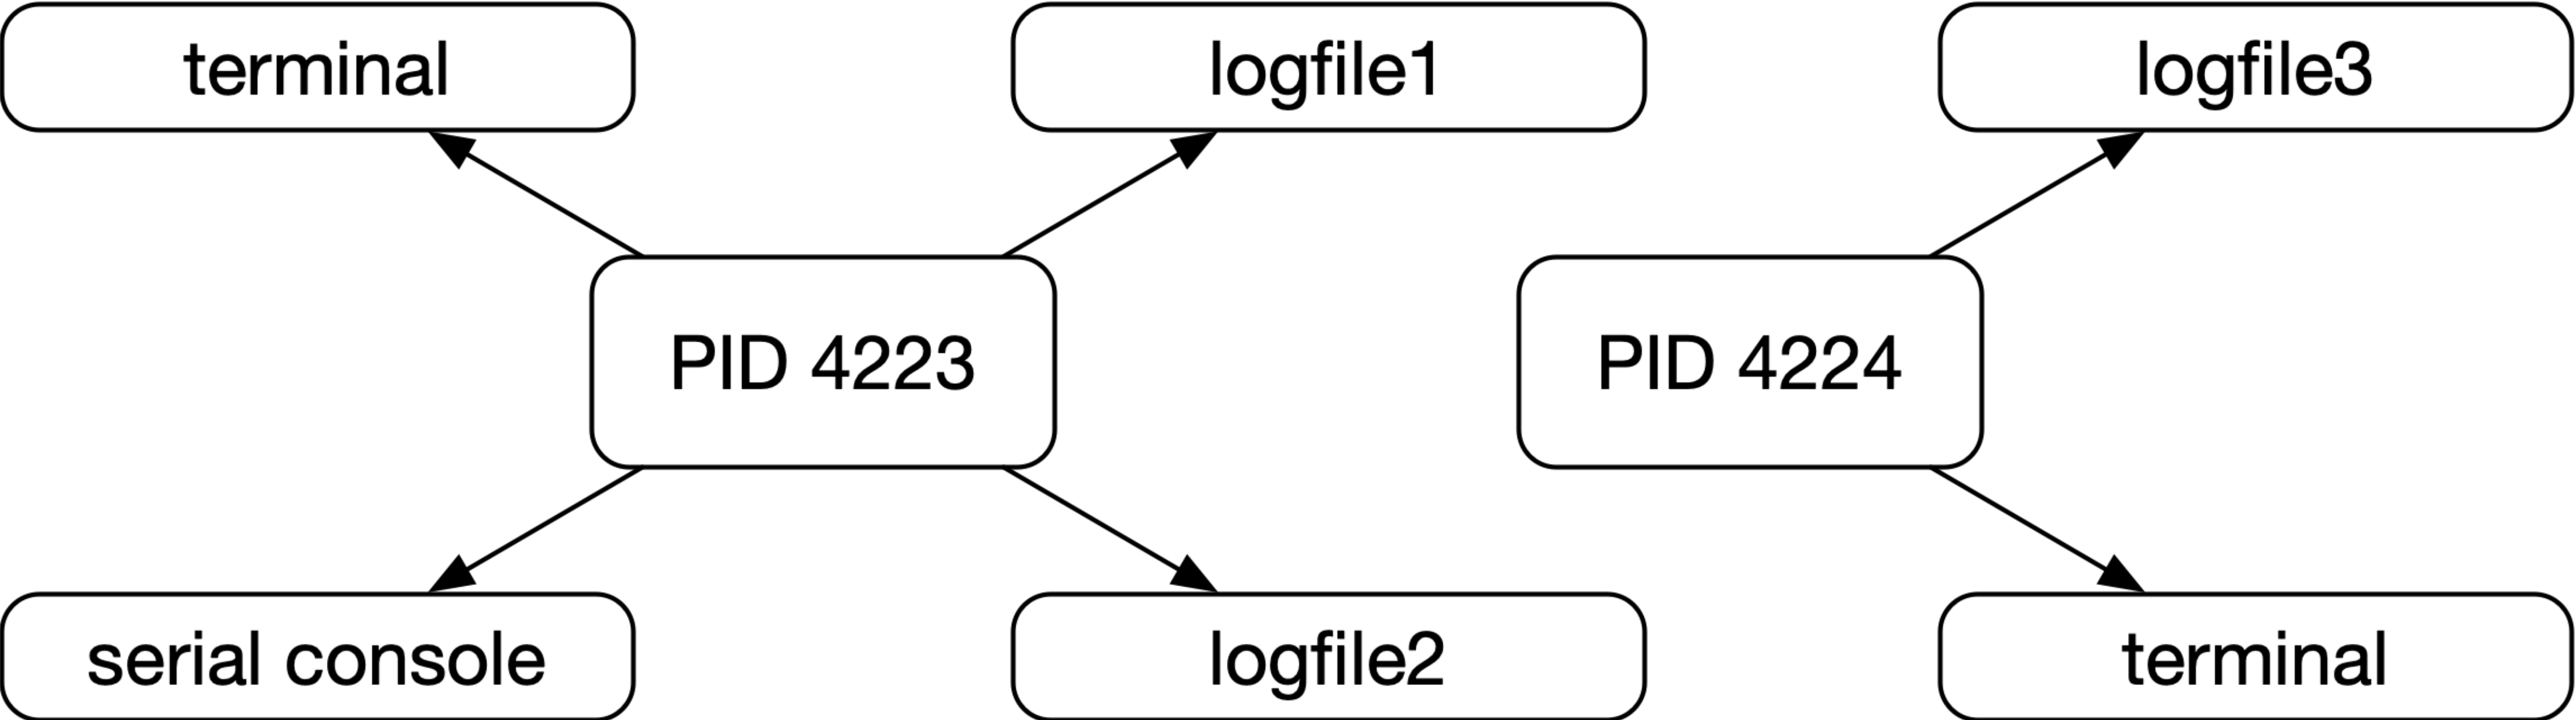 terminal
logfile1
logfile3
PID 4223
PID 4224
serial console
logfile2
terminal